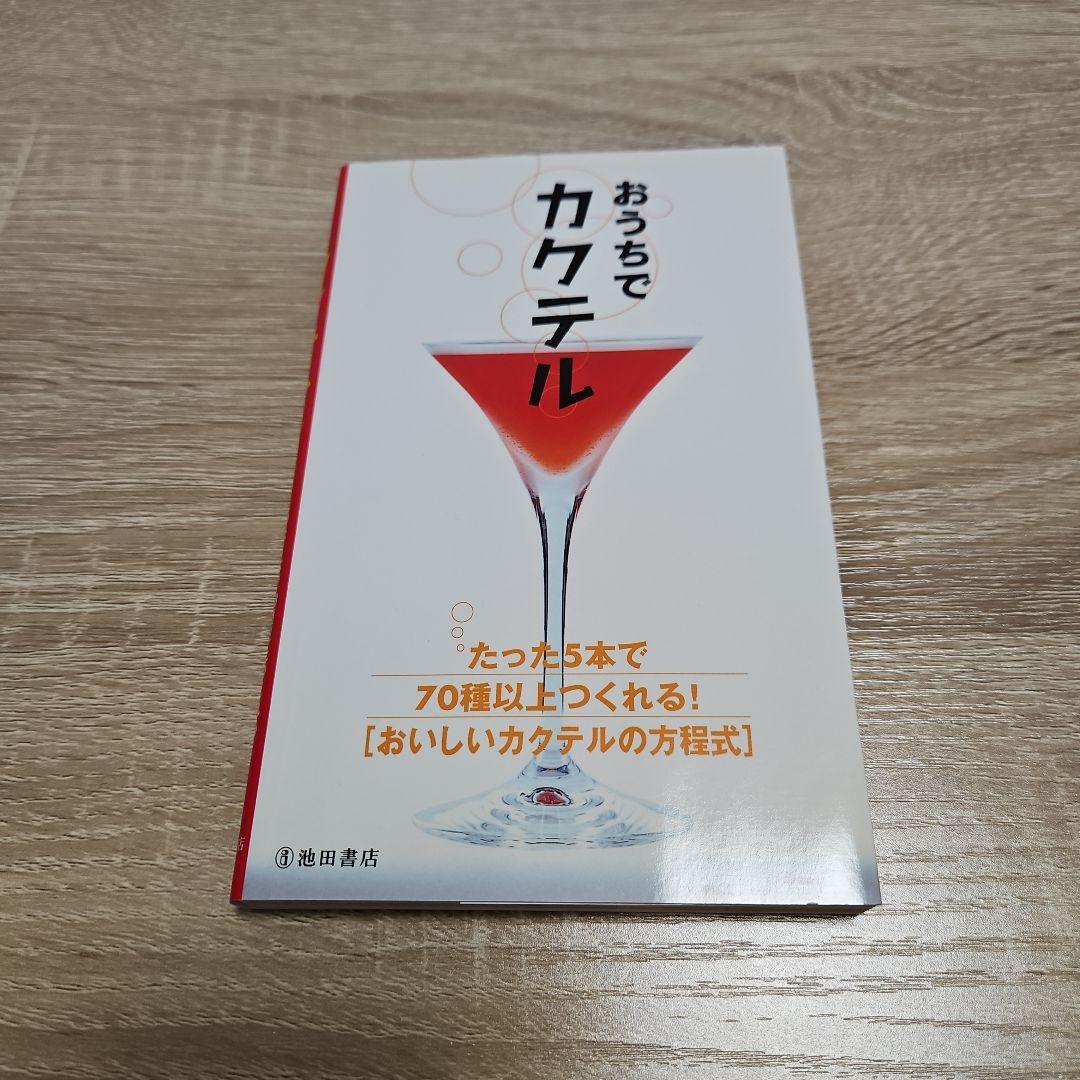 おうちで
カクテル
たった5本で
70種以上つくれる!
[おいしいカクテルの方程式]
池田書店
店